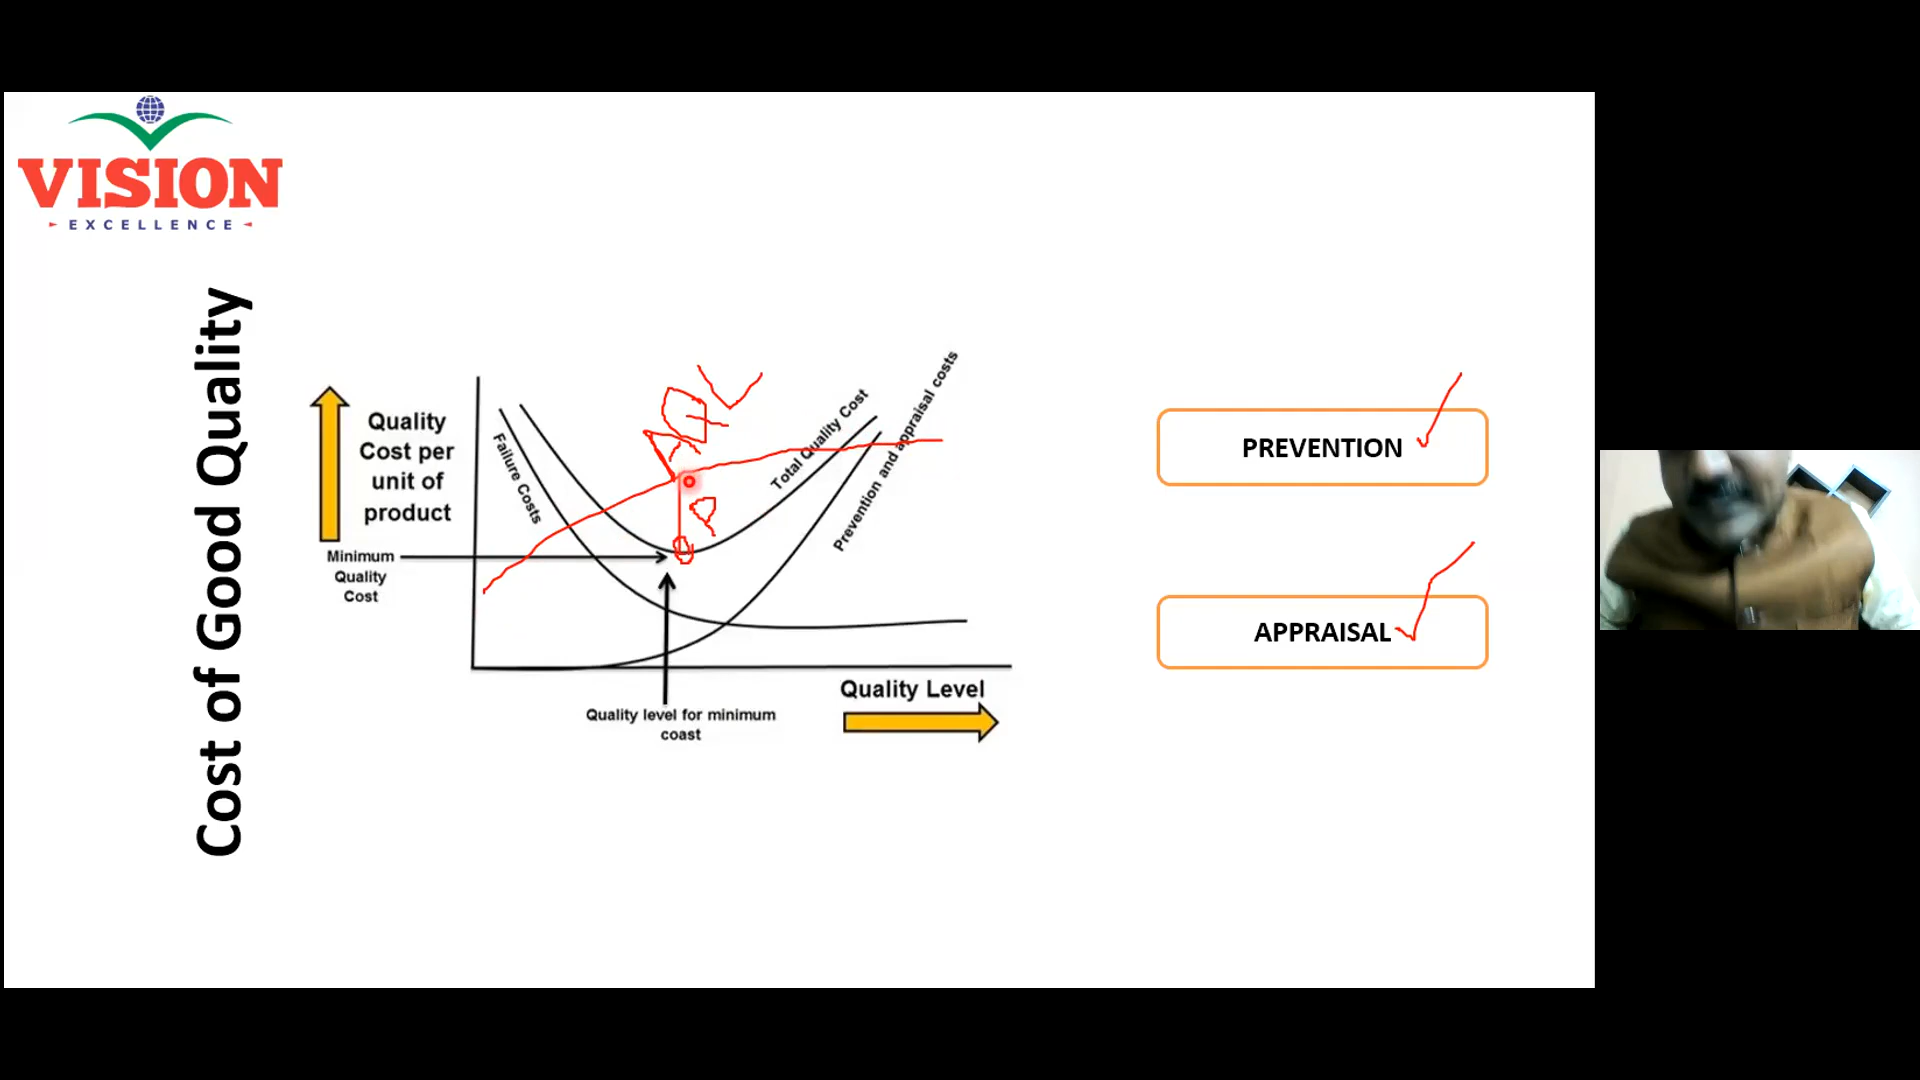 VISION
EXCELLENCE
Cost of Good Quality
Quality
Cost per
unit of
product
Minimum
Quality
Cost
Failure Costs
Total Quality Cost
Prevention and appraisal costs
Quality Level
Quality level for minimum
coast
PREVENTION
APPRAISAL